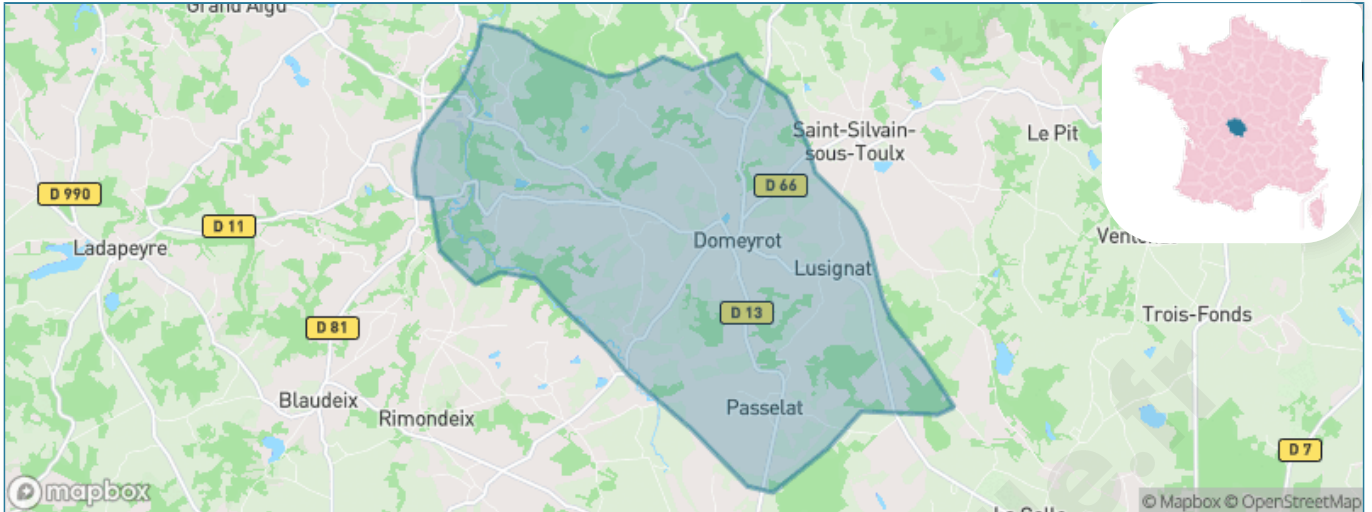 Grand Aigu
Saint-Silvain-
sous-Toulx
Le Pit
D 990
D 66
D 11
Domeyrot
Ladapeyre
Lusignat
D 13
Trois-Fonds
D 81
Blaudeix
Passelat
Rimondeix
D 7
mapbox
© Mapbox © OpenStreetMap